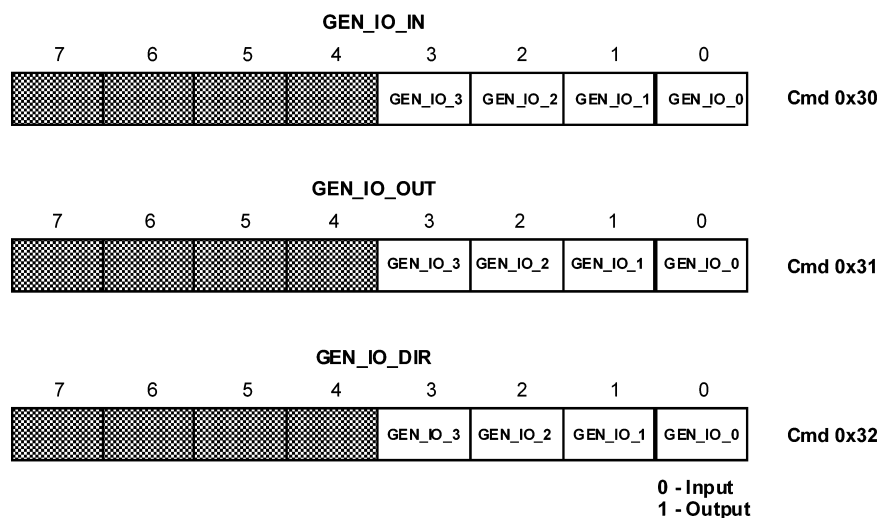 GEN_IO_IN
7 6 5 4 3 2 1 0
GEN_IO_3 GEN_IO_2 GEN_IO_1 GEN_IO_0 Cmd 0x30
GEN_IO_OUT
7 6 5 4 3 2 1 0
GEN_IO_3 GEN_IO_2 GEN_IO_1 GEN_IO_0 Cmd 0x31
GEN_IO_DIR
7 6 5 4 3 2 1 0
GEN_IO_3 GEN_IO_2 GEN_IO_1 GEN_IO_0 Cmd 0x32
0 - Input
1 - Output